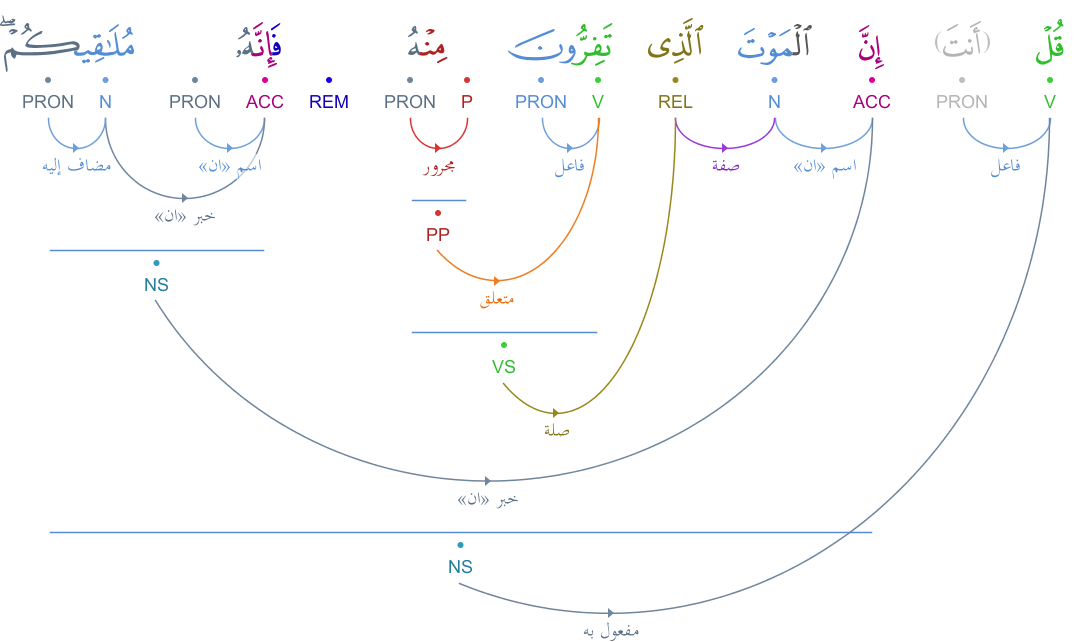 قُلْ (أَنتَ) إِنَّ ٱلْمَوْتَ ٱلَّذِى تَفِرُّونَ مِنْهُ فَإِنَّهُۥ مُلَٰقِيكُمْ ۖ
V PRON ACC N REL V PRON P PRON REM ACC PRON N PRON
فاعل اسم «ان» صفة فاعل مجرور اسم «ان» مضاف إليه
خبر «ان»
PP
NS
متعلق
VS
صلة
خبر «ان»
NS
مفعول به